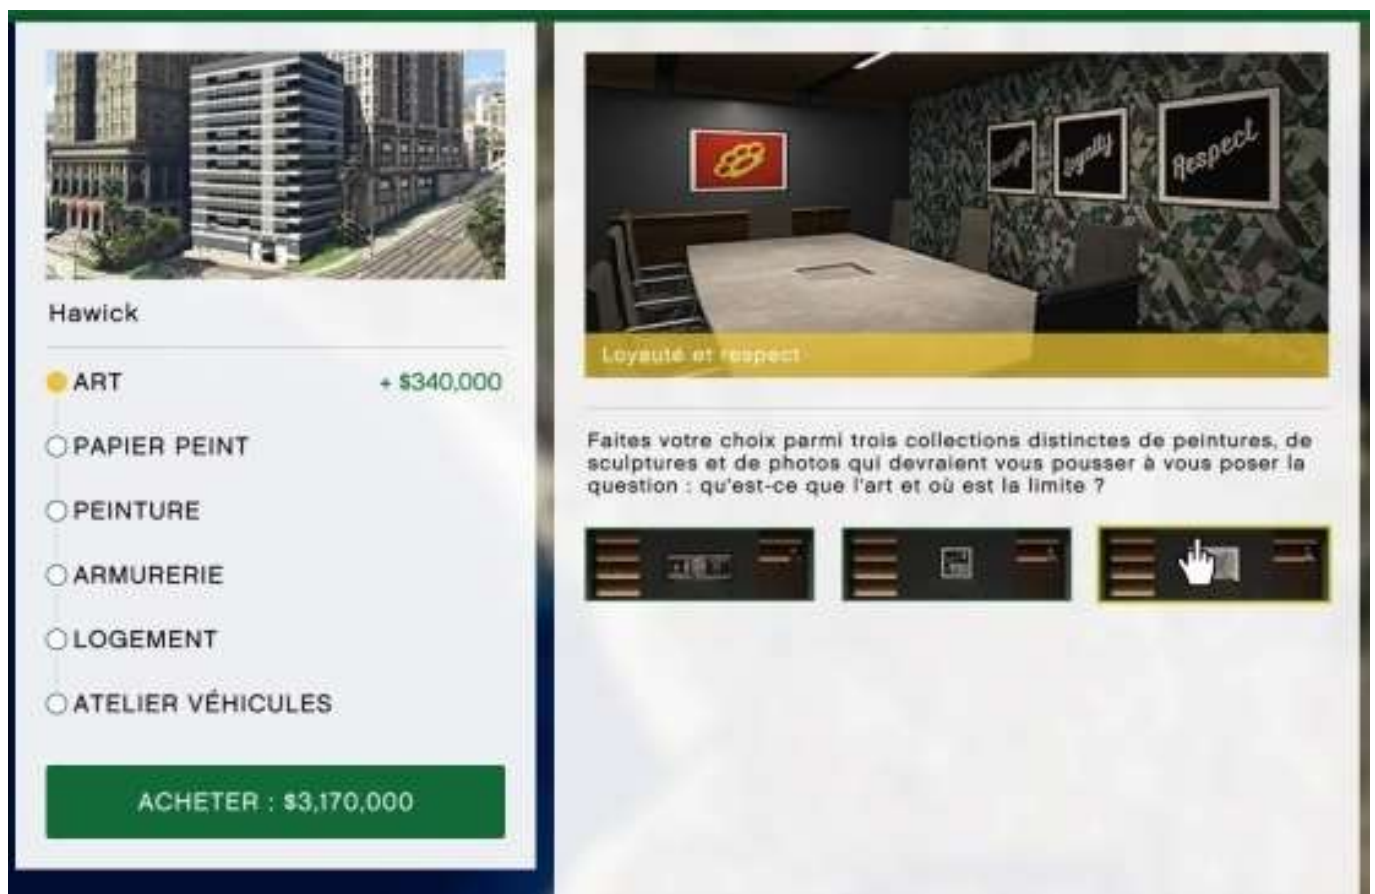 Hawick
ART + $340,000
PAPIER PEINT
PEINTURE
ARMURERIE
LOGEMENT
ATELIER VÉHICULES
ACHETER : $3,170,000
Loyalty
Respect
Loyauté et respect
Faites votre choix parmi trois collections distinctes de peintures, de
sculptures et de photos qui devraient vous pousser à vous poser la
question : qu'est-ce que l'art et où est la limite ?